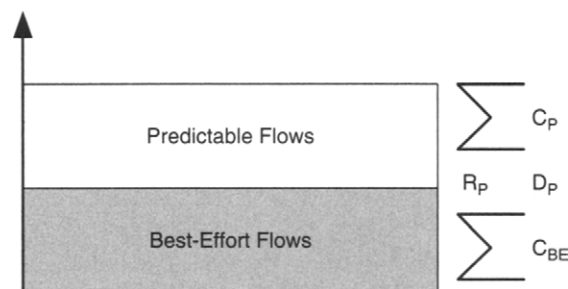 Predictable Flows
∑ C_P
R_P D_P
Best-Effort Flows
∑ C_BE